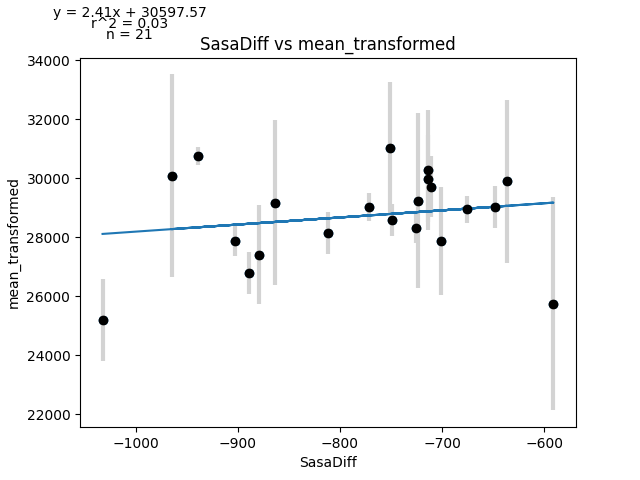 y = 2.41x + 30597.57
r^2 = 0.03
n = 21
SasaDiff vs mean_transformed
34000
32000
30000
28000
26000
24000
22000
mean_transformed
−1000
−900
−800
−700
−600
SasaDiff